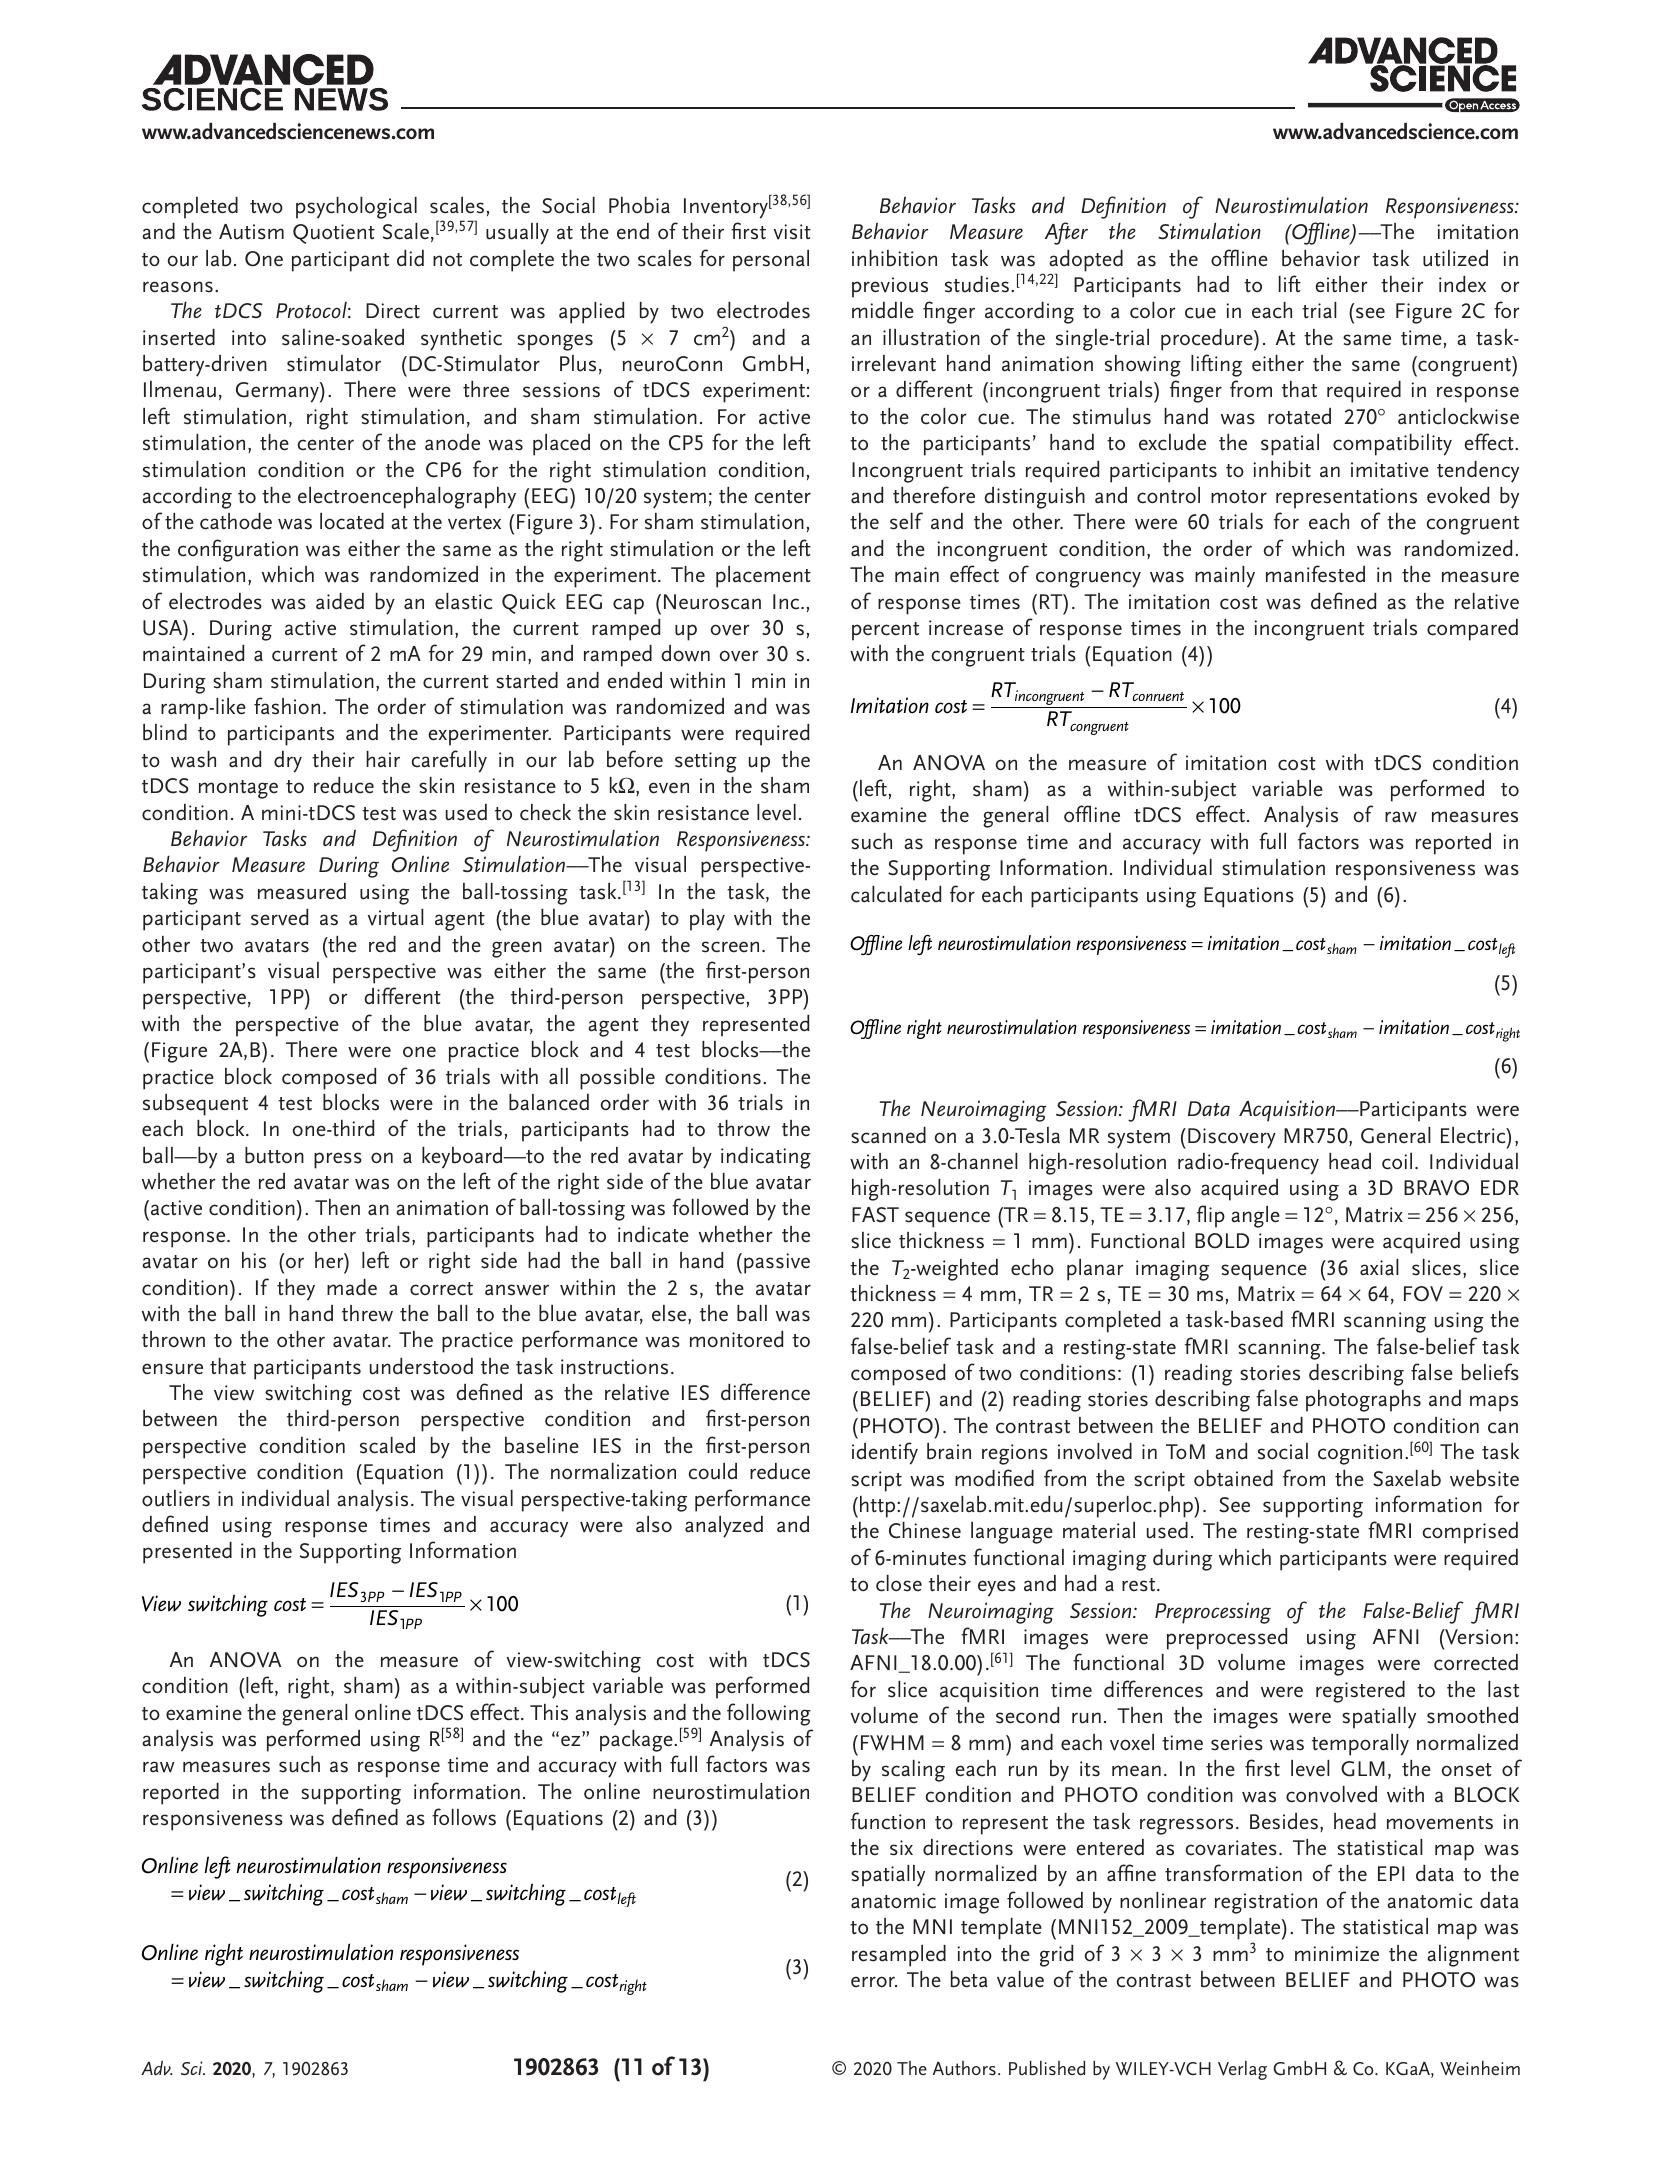 ADVANCED
SCIENCE NEWS
www.advancedsciencenews.com
ADVANCED
SCIENCE
Open Access
www.advancedscience.com
completed two psychological scales, the Social Phobia Inventory[38,56]
and the Autism Quotient Scale,[39,57] usually at the end of their first visit
to our lab. One participant did not complete the two scales for personal
reasons.
The tDCS Protocol: Direct current was applied by two electrodes
inserted into saline-soaked synthetic sponges (5 × 7 cm2) and a
battery-driven stimulator (DC-Stimulator Plus, neuroConn GmbH,
Ilmenau, Germany). There were three sessions of tDCS experiment:
left stimulation, right stimulation, and sham stimulation. For active
stimulation, the center of the anode was placed on the CP5 for the left
stimulation condition or the CP6 for the right stimulation condition,
according to the electroencephalography (EEG) 10/20 system; the center
of the cathode was located at the vertex (Figure 3). For sham stimulation,
the configuration was either the same as the right stimulation or the left
stimulation, which was randomized in the experiment. The placement
of electrodes was aided by an elastic Quick EEG cap (Neuroscan Inc.,
USA). During active stimulation, the current ramped up over 30 s,
maintained a current of 2 mA for 29 min, and ramped down over 30 s.
During sham stimulation, the current started and ended within 1 min in
a ramp-like fashion. The order of stimulation was randomized and was
blind to participants and the experimenter. Participants were required
to wash and dry their hair carefully in our lab before setting up the
tDCS montage to reduce the skin resistance to 5 kΩ, even in the sham
condition. A mini-tDCS test was used to check the skin resistance level.
Behavior Tasks and Definition of Neurostimulation Responsiveness:
Behavior Measure During Online Stimulation—The visual perspective-
taking was measured using the ball-tossing task.[13] In the task, the
participant served as a virtual agent (the blue avatar) to play with the
other two avatars (the red and the green avatar) on the screen. The
participant's visual perspective was either the same (the first-person
perspective, 1PP) or different (the third-person perspective, 3PP)
with the perspective of the blue avatar, the agent they represented
(Figure 2A,B). There were one practice block and 4 test blocks—the
practice block composed of 36 trials with all possible conditions. The
subsequent 4 test blocks were in the balanced order with 36 trials in
each block. In one-third of the trials, participants had to throw the
ball—by a button press on a keyboard—to the red avatar by indicating
whether the red avatar was on the left of the right side of the blue avatar
(active condition). Then an animation of ball-tossing was followed by the
response. In the other trials, participants had to indicate whether the
avatar on his (or her) left or right side had the ball in hand (passive
condition). If they made a correct answer within the 2 s, the avatar
with the ball in hand threw the ball to the blue avatar, else, the ball was
thrown to the other avatar. The practice performance was monitored to
ensure that participants understood the task instructions.
The view switching cost was defined as the relative IES difference
between the third-person perspective condition and first-person
perspective condition scaled by the baseline IES in the first-person
perspective condition (Equation (1)). The normalization could reduce
outliers in individual analysis. The visual perspective-taking performance
defined using response times and accuracy were also analyzed and
presented in the Supporting Information
View switching cost = (IES3PP − IES1PP) / IES1PP × 100 (1)
An ANOVA on the measure of view-switching cost with tDCS
condition (left, right, sham) as a within-subject variable was performed
to examine the general online tDCS effect. This analysis and the following
analysis was performed using R[58] and the “ez” package.[59] Analysis of
raw measures such as response time and accuracy with full factors was
reported in the supporting information. The online neurostimulation
responsiveness was defined as follows (Equations (2) and (3))
Online left neurostimulation responsiveness
= view_switching_costsham − view_switching_costleft (2)
Online right neurostimulation responsiveness
= view_switching_costsham − view_switching_costright (3)
Behavior Tasks and Definition of Neurostimulation Responsiveness:
Behavior Measure After the Stimulation (Offline)—The imitation
inhibition task was adopted as the offline behavior task utilized in
previous studies.[14,22] Participants had to lift either their index or
middle finger according to a color cue in each trial (see Figure 2C for
an illustration of the single-trial procedure). At the same time, a task-
irrelevant hand animation showing lifting either the same (congruent)
or a different (incongruent trials) finger from that required in response
to the color cue. The stimulus hand was rotated 270° anticlockwise
to the participants' hand to exclude the spatial compatibility effect.
Incongruent trials required participants to inhibit an imitative tendency
and therefore distinguish and control motor representations evoked by
the self and the other. There were 60 trials for each of the congruent
and the incongruent condition, the order of which was randomized.
The main effect of congruency was mainly manifested in the measure
of response times (RT). The imitation cost was defined as the relative
percent increase of response times in the incongruent trials compared
with the congruent trials (Equation (4))
Imitation cost = (RTincongruent − RTconruent) / RTcongruent × 100 (4)
An ANOVA on the measure of imitation cost with tDCS condition
(left, right, sham) as a within-subject variable was performed to
examine the general offline tDCS effect. Analysis of raw measures
such as response time and accuracy with full factors was reported in
the Supporting Information. Individual stimulation responsiveness was
calculated for each participants using Equations (5) and (6).
Offline left neurostimulation responsiveness = imitation_costsham − imitation_costleft
(5)
Offline right neurostimulation responsiveness = imitation_costsham − imitation_costright
(6)
The Neuroimaging Session: fMRI Data Acquisition—Participants were
scanned on a 3.0-Tesla MR system (Discovery MR750, General Electric),
with an 8-channel high-resolution radio-frequency head coil. Individual
high-resolution T1 images were also acquired using a 3D BRAVO EDR
FAST sequence (TR = 8.15, TE = 3.17, flip angle = 12°, Matrix = 256 × 256,
slice thickness = 1 mm). Functional BOLD images were acquired using
the T2-weighted echo planar imaging sequence (36 axial slices, slice
thickness = 4 mm, TR = 2 s, TE = 30 ms, Matrix = 64 × 64, FOV = 220 ×
220 mm). Participants completed a task-based fMRI scanning using the
false-belief task and a resting-state fMRI scanning. The false-belief task
composed of two conditions: (1) reading stories describing false beliefs
(BELIEF) and (2) reading stories describing false photographs and maps
(PHOTO). The contrast between the BELIEF and PHOTO condition can
identify brain regions involved in ToM and social cognition.[60] The task
script was modified from the script obtained from the Saxelab website
(http://saxelab.mit.edu/superloc.php). See supporting information for
the Chinese language material used. The resting-state fMRI comprised
of 6-minutes functional imaging during which participants were required
to close their eyes and had a rest.
The Neuroimaging Session: Preprocessing of the False-Belief fMRI
Task—The fMRI images were preprocessed using AFNI (Version:
AFNI_18.0.00).[61] The functional 3D volume images were corrected
for slice acquisition time differences and were registered to the last
volume of the second run. Then the images were spatially smoothed
(FWHM = 8 mm) and each voxel time series was temporally normalized
by scaling each run by its mean. In the first level GLM, the onset of
BELIEF condition and PHOTO condition was convolved with a BLOCK
function to represent the task regressors. Besides, head movements in
the six directions were entered as covariates. The statistical map was
spatially normalized by an affine transformation of the EPI data to the
anatomic image followed by nonlinear registration of the anatomic data
to the MNI template (MNI152_2009_template). The statistical map was
resampled into the grid of 3 × 3 × 3 mm3 to minimize the alignment
error. The beta value of the contrast between BELIEF and PHOTO was
Adv. Sci. 2020, 7, 1902863
1902863 (11 of 13)
© 2020 The Authors. Published by WILEY-VCH Verlag GmbH & Co. KGaA, Weinheim